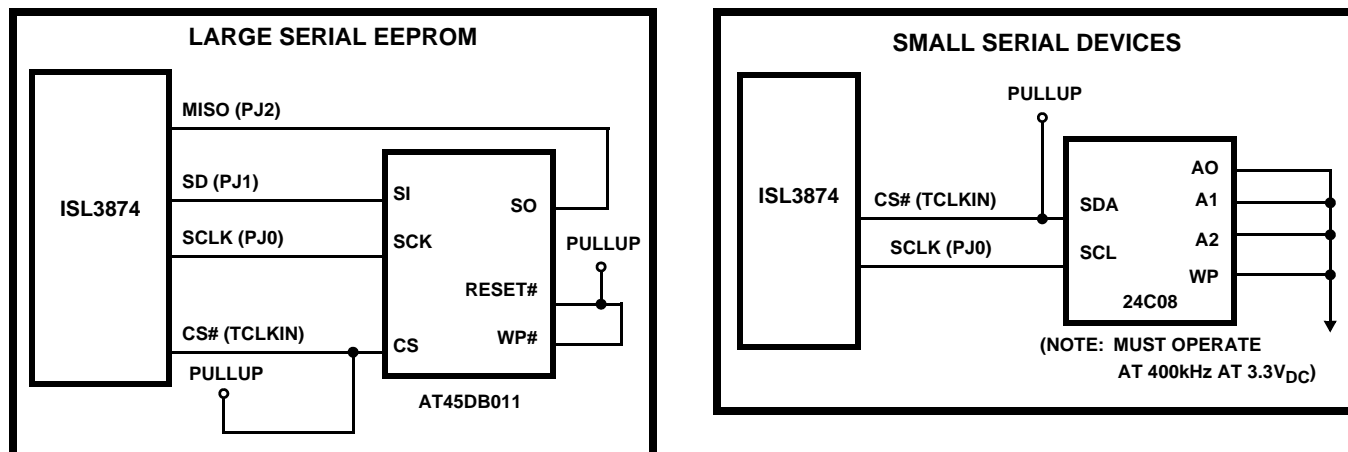 LARGE SERIAL EEPROM
MISO (PJ2)
SD (PJ1)
ISL3874
SI
SO
SCLK (PJ0)
SCK
PULLUP
RESET#
CS# (TCLKIN)
CS
WP#
PULLUP
AT45DB011
SMALL SERIAL DEVICES
PULLUP
AO
ISL3874
CS# (TCLKIN)
SDA
A1
SCLK (PJ0)
SCL
A2
WP
24C08
(NOTE: MUST OPERATE
AT 400kHz AT 3.3VDC)